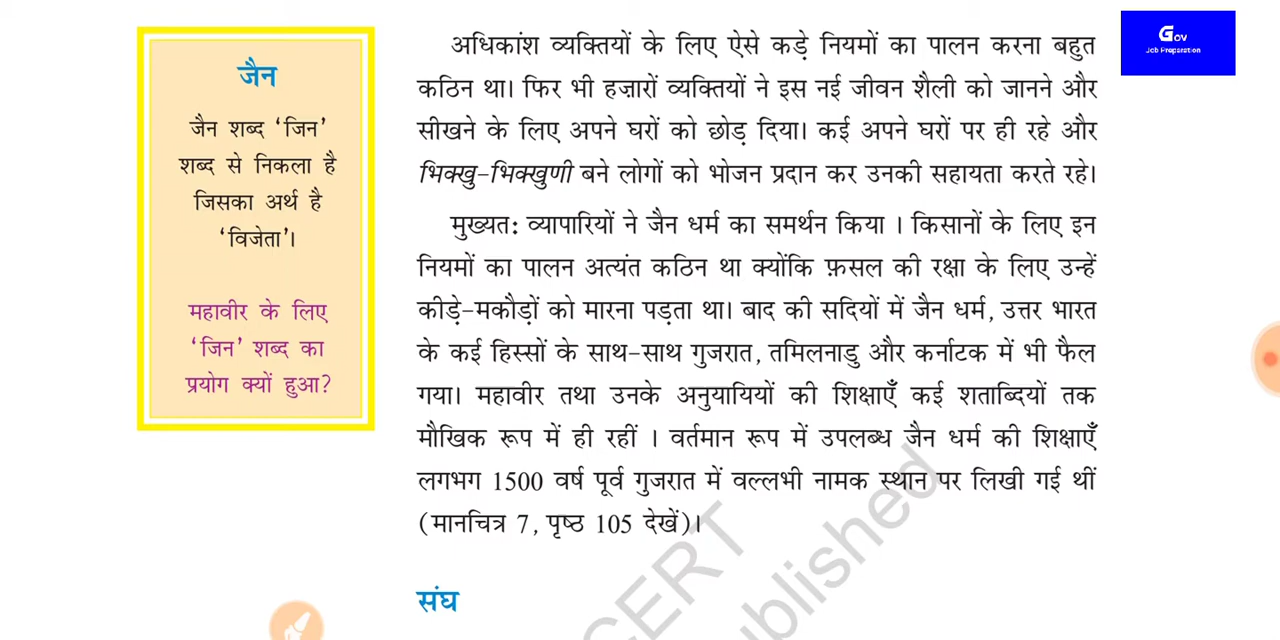 जैन
जैन शब्द ‘जिन’
शब्द से निकला है
जिसका अर्थ है
‘विजेता’।
महावीर के लिए
‘जिन’ शब्द का
प्रयोग क्यों हुआ?
अधिकांश व्यक्तियों के लिए ऐसे कड़े नियमों का पालन करना बहुत
कठिन था। फिर भी हज़ारों व्यक्तियों ने इस नई जीवन शैली को जानने और
सीखने के लिए अपने घरों को छोड़ दिया। कई अपने घरों पर ही रहे और
भिक्खु-भिक्खुणी बने लोगों को भोजन प्रदान कर उनकी सहायता करते रहे।
मुख्यत: व्यापारियों ने जैन धर्म का समर्थन किया । किसानों के लिए इन
नियमों का पालन अत्यंत कठिन था क्योंकि फ़सल की रक्षा के लिए उन्हें
कीड़े-मकौड़ों को मारना पड़ता था। बाद की सदियों में जैन धर्म, उत्तर भारत
के कई हिस्सों के साथ-साथ गुजरात, तमिलनाडु और कर्नाटक में भी फैल
गया। महावीर तथा उनके अनुयायियों की शिक्षाएँ कई शताब्दियों तक
मौखिक रूप में ही रहीं । वर्तमान रूप में उपलब्ध जैन धर्म की शिक्षाएँ
लगभग 1500 वर्ष पूर्व गुजरात में वल्लभी नामक स्थान पर लिखी गई थीं
(मानचित्र 7, पृष्ठ 105 देखें)।
संघ
Gov
Job Preparation